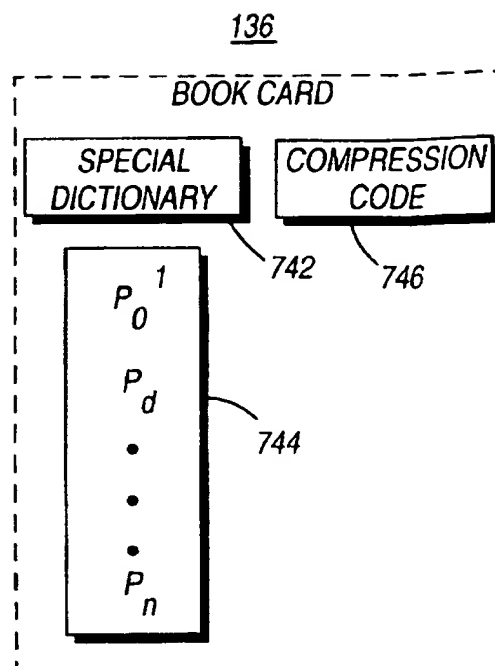 136
BOOK CARD
SPECIAL
DICTIONARY
COMPRESSION
CODE
742
746
P0 1
Pd
•
•
•
Pn
744